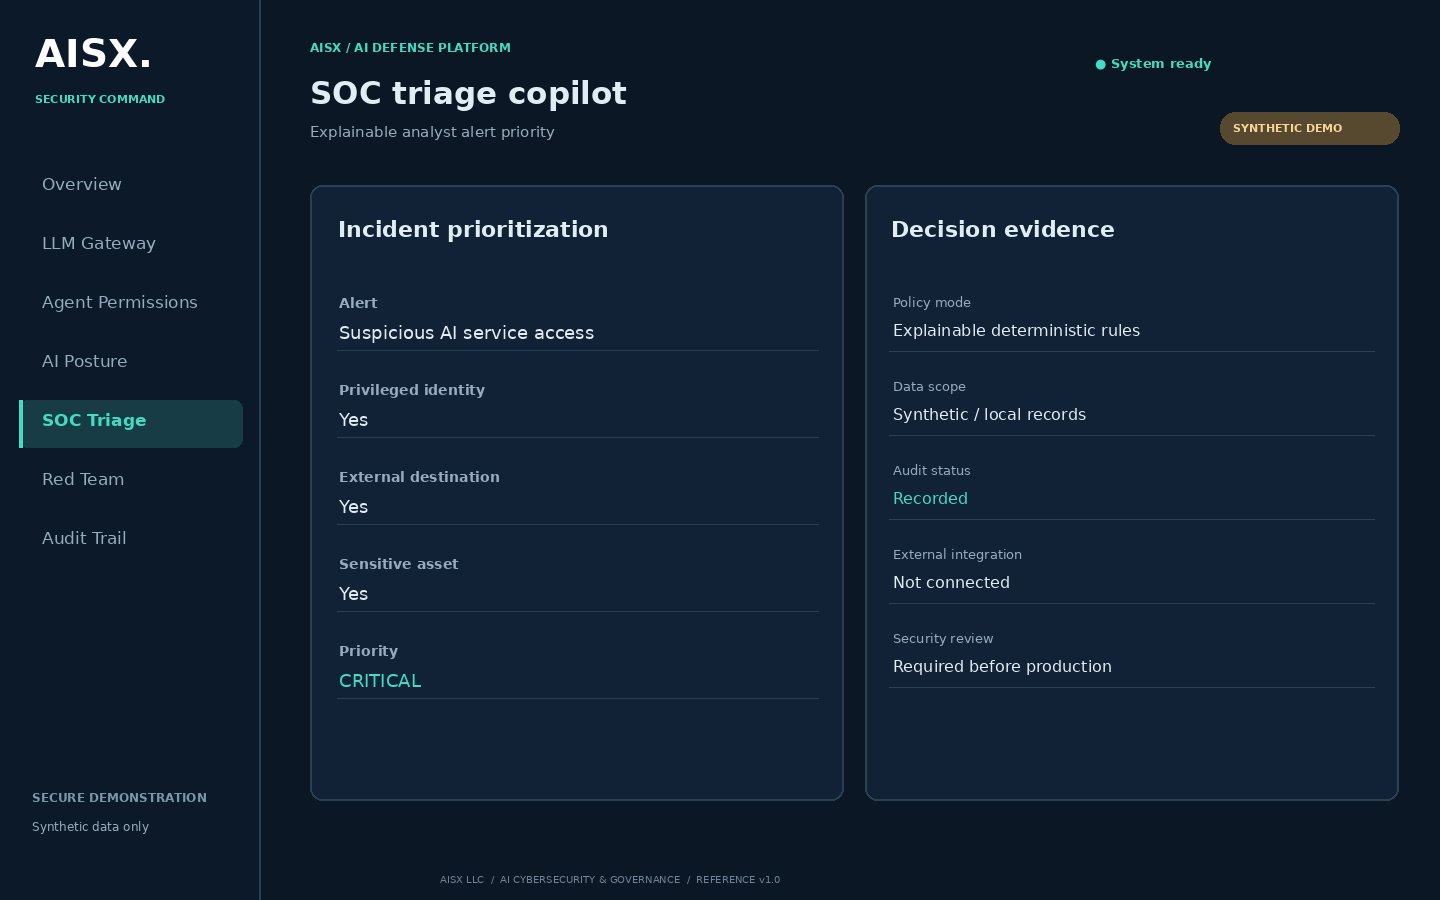 AISX.
SECURITY COMMAND
Overview
LLM Gateway
Agent Permissions
AI Posture
SOC Triage
Red Team
Audit Trail
SECURE DEMONSTRATION
Synthetic data only
AISX / AI DEFENSE PLATFORM
SOC triage copilot
Explainable analyst alert priority
● System ready
SYNTHETIC DEMO
Incident prioritization
Alert
Suspicious AI service access
Privileged identity
Yes
External destination
Yes
Sensitive asset
Yes
Priority
CRITICAL
Decision evidence
Policy mode
Explainable deterministic rules
Data scope
Synthetic / local records
Audit status
Recorded
External integration
Not connected
Security review
Required before production
AISX LLC / AI CYBERSECURITY & GOVERNANCE / REFERENCE v1.0